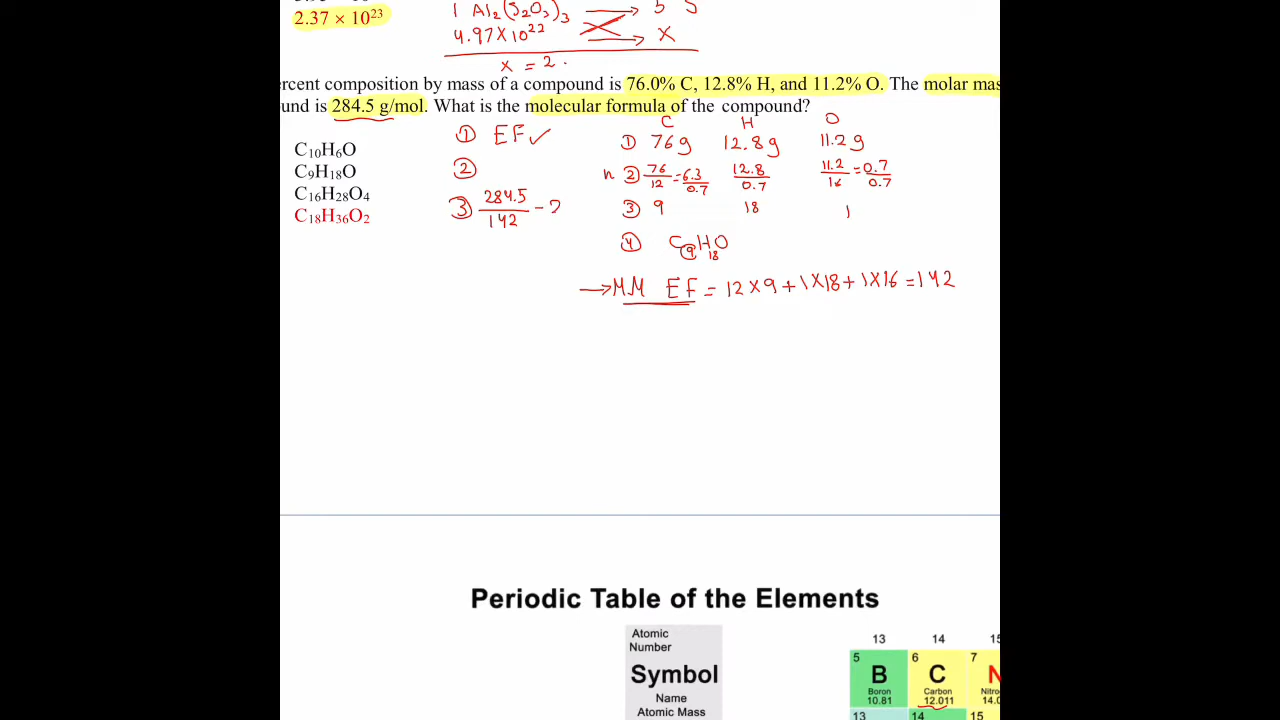 2.37 × 10²³
1 Al₂(S₂O₃)₃
4.97×10²² x
x = 2.
ercent composition by mass of a compound is 76.0% C, 12.8% H, and 11.2% O. The molar mas
und is 284.5 g/mol. What is the molecular formula of the compound?
C₁₀H₆O
C₉H₁₈O
C₁₆H₂₈O₄
C₁₈H₃₆O₂
① EF ✓
②
③ 284.5/142
C H O
① 76g 12.8g 11.2g
n ② 76/12 = 6.3/0.7 12.8/0.7 11.2/16 = 0.7/0.7
③ 9 18 1
④ C₉H₁₈O
→ MM EF = 12×9+1×18+1×16=142
Periodic Table of the Elements
Atomic
Number
Symbol
Name
Atomic Mass
13 14 15
5 6 7
B C N
Boron Carbon Nitro
10.81 12.011 14.0
13 14 15